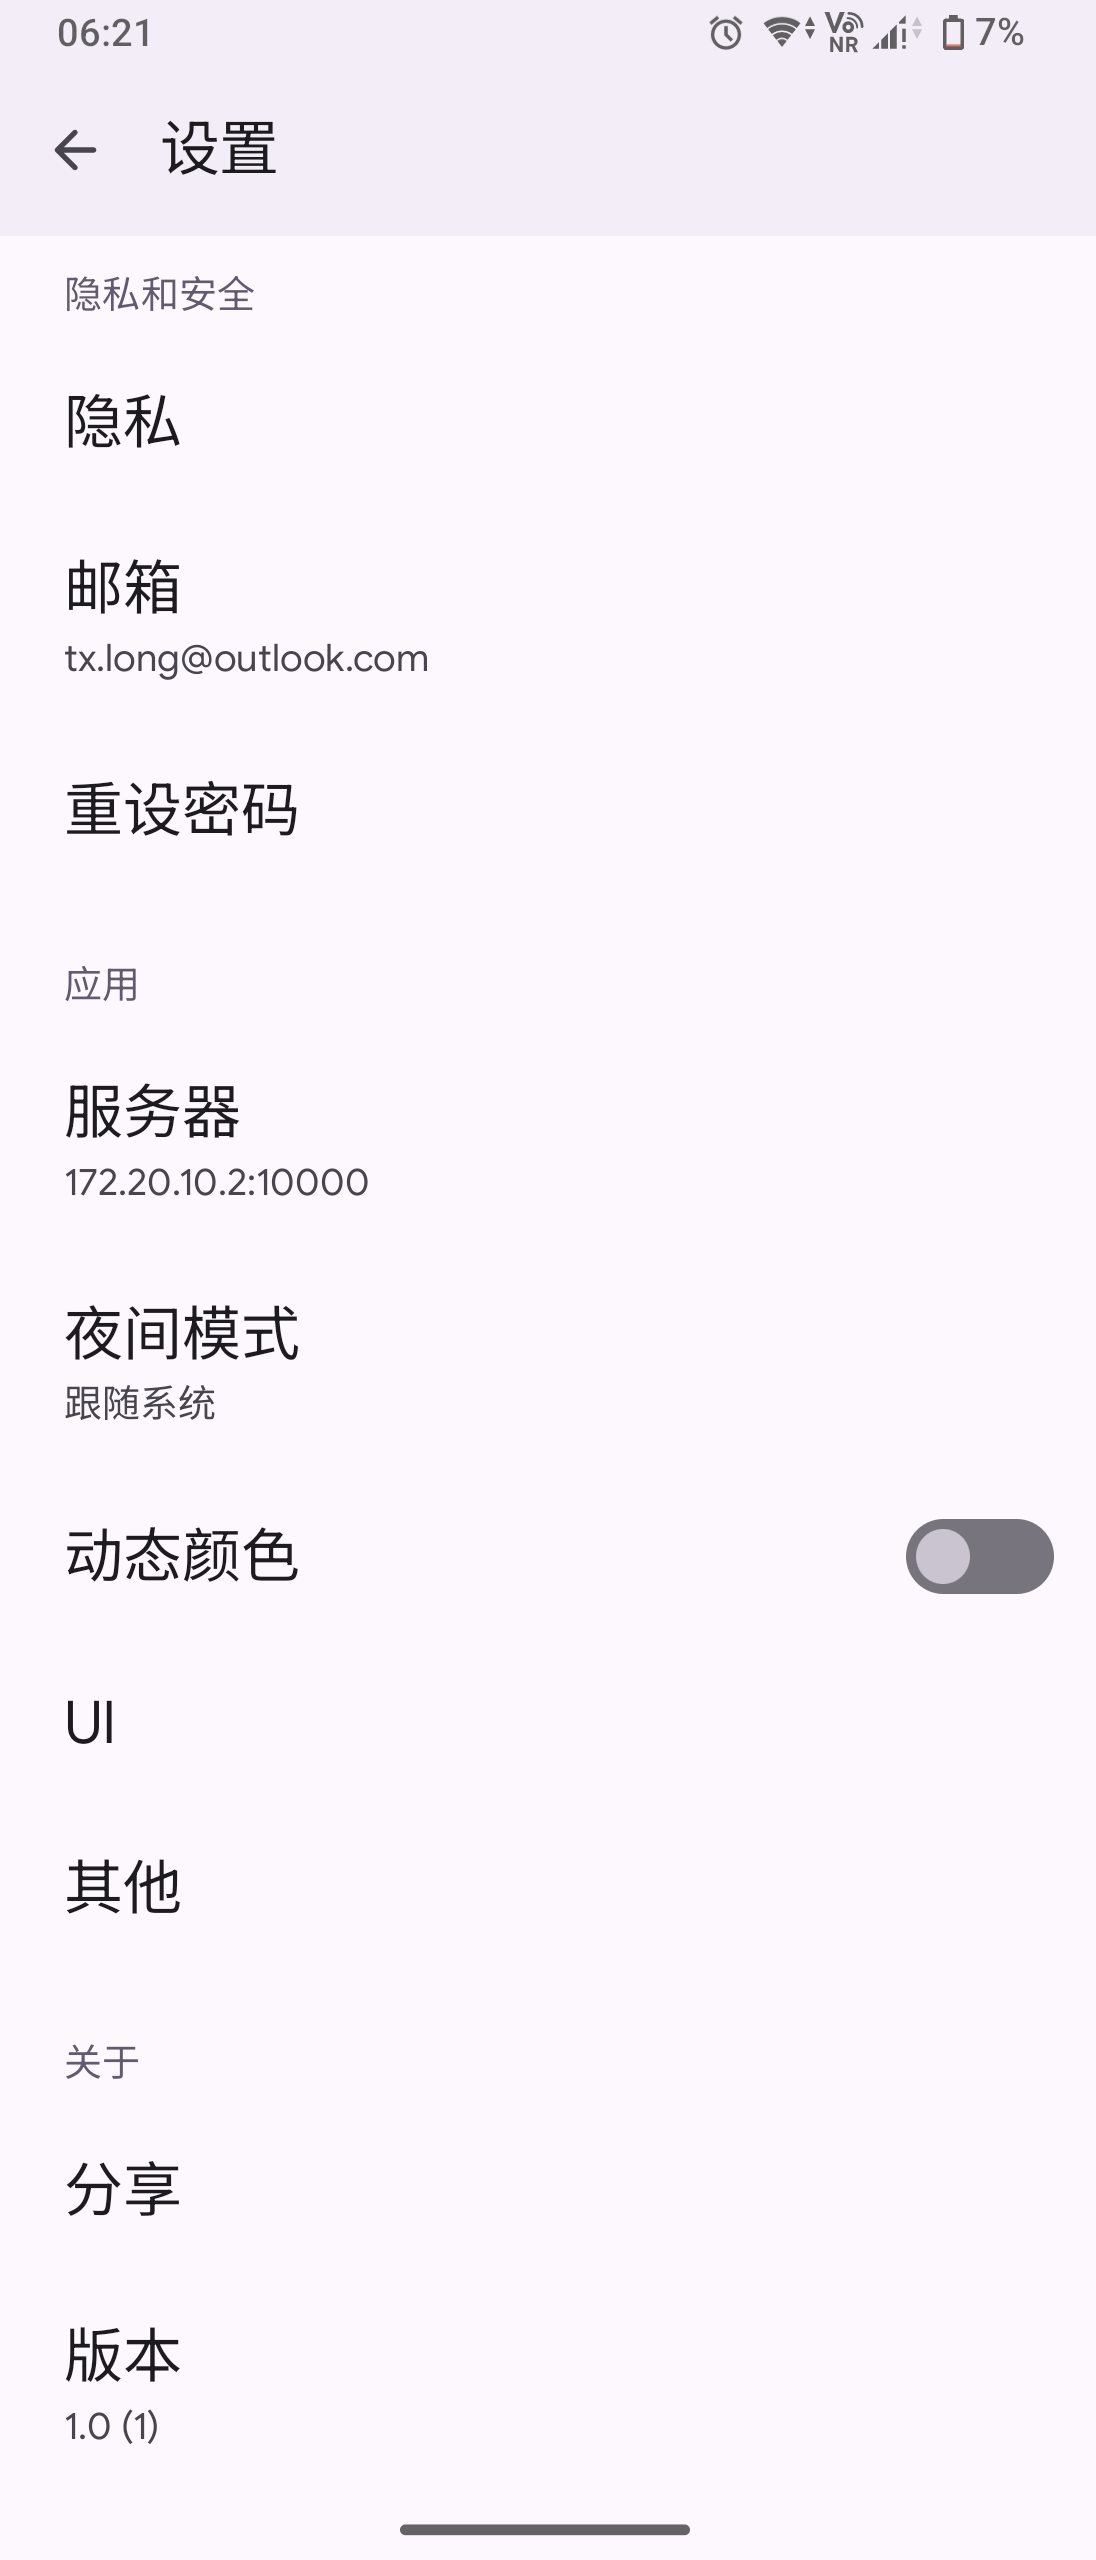 06:21
Vo NR
7%
设置
隐私和安全
隐私
邮箱
tx.long@outlook.com
重设密码
应用
服务器
172.20.10.2:10000
夜间模式
跟随系统
动态颜色
UI
其他
关于
分享
版本
1.0 (1)